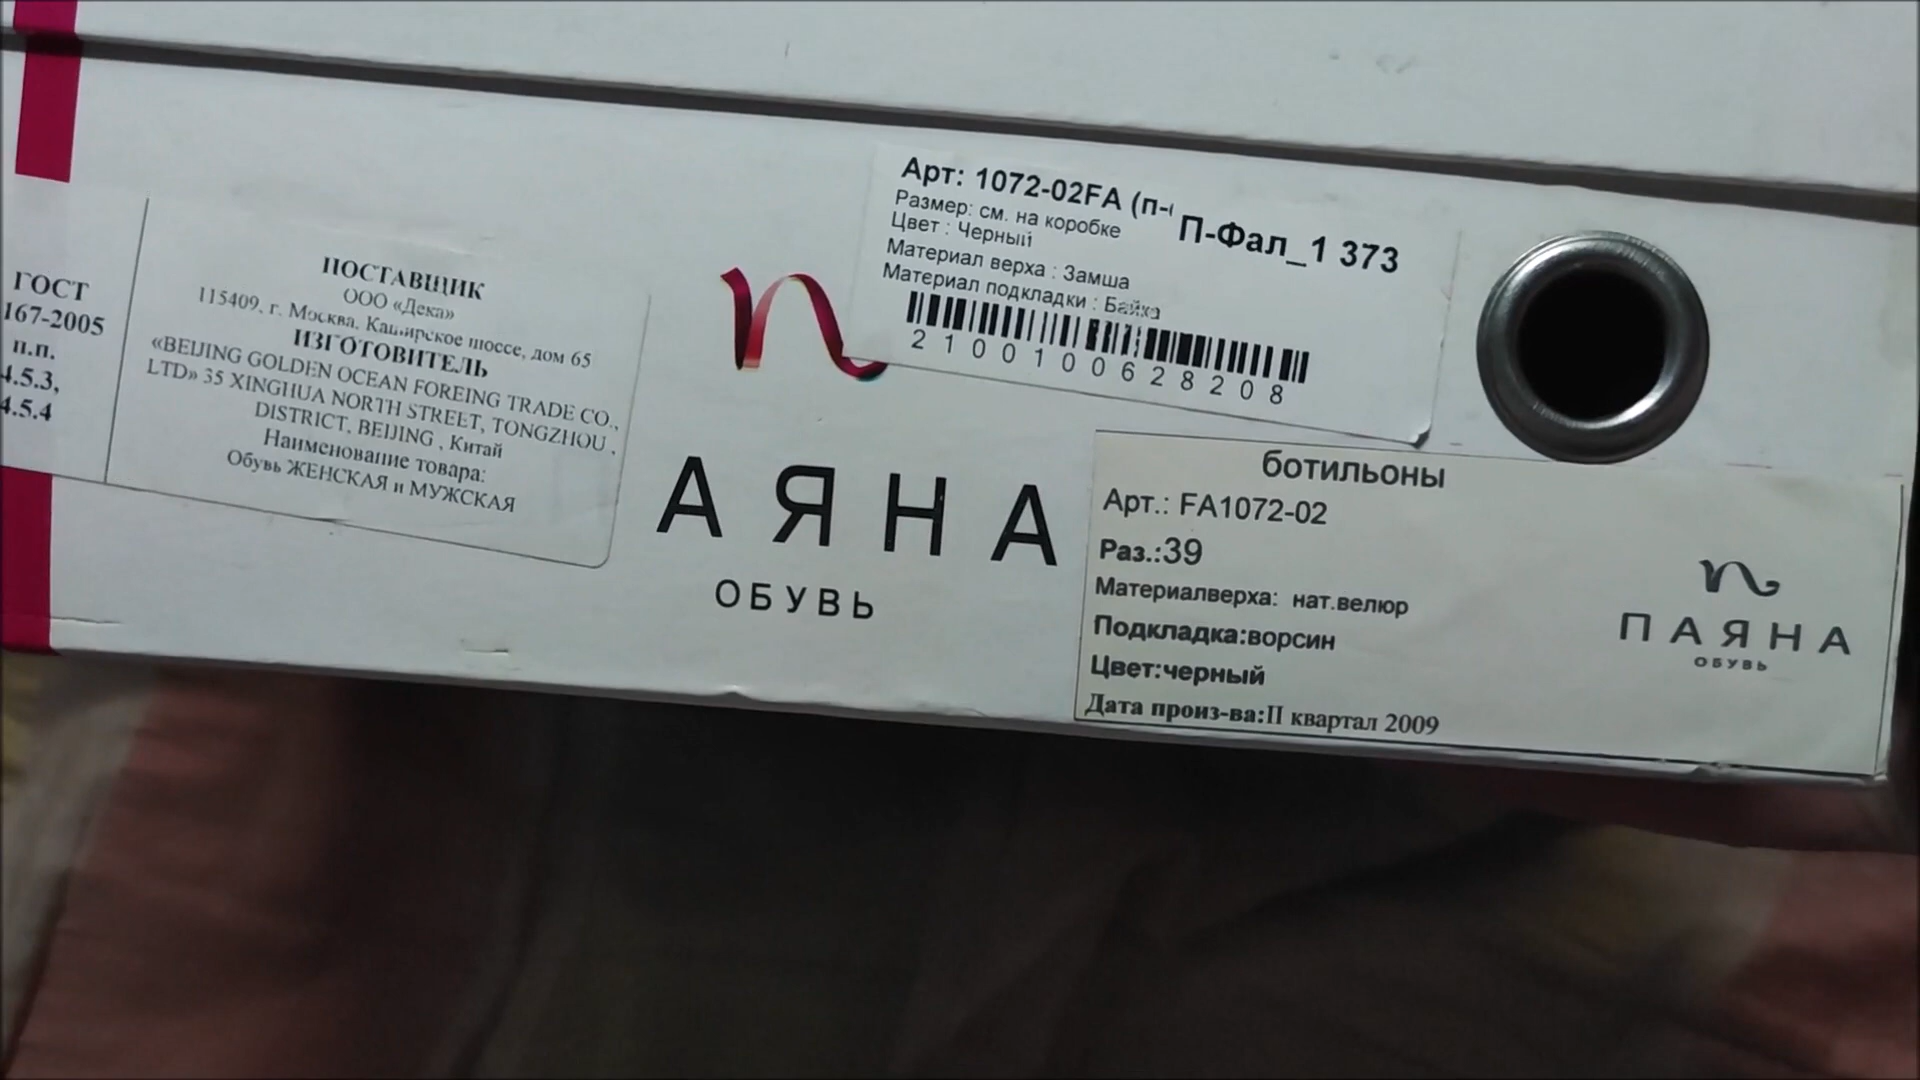 ГОСТ
167-2005
п.п.
4.5.3,
4.5.4
ПОСТАВЩИК
ООО «Дека»
115409, г. Москва, Каширское шоссе, дом 65
ИЗГОТОВИТЕЛЬ
«BEIJING GOLDEN OCEAN FOREING TRADE CO.,
LTD» 35 XINGHUA NORTH STREET, TONGZHOU ,
DISTRICT, BEIJING , Китай
Наименование товара:
Обувь ЖЕНСКАЯ и МУЖСКАЯ
АЯНА
ОБУВЬ
Арт: 1072-02FA (п-
П-Фал_1 373
Размер: см. на коробке
Цвет : Черный
Материал верха : Замша
Материал подкладки : Байка
2100100628208
ботильоны
Арт.: FA1072-02
Раз.:39
Материалверха: нат.велюр
Подкладка:ворсин
Цвет:черный
Дата произ-ва:II квартал 2009
ПАЯНА
ОБУВЬ